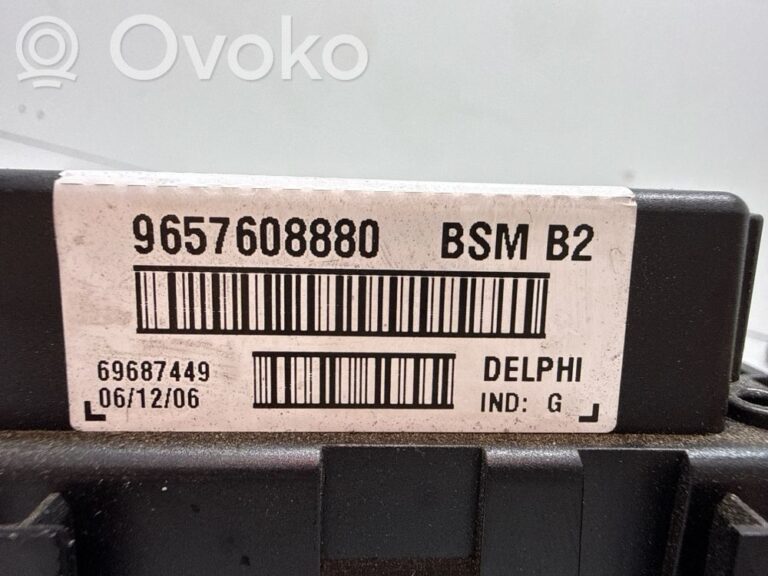 Ovoko
9657608880 BSM B2
69687449 DELPHI
06/12/06 IND: G